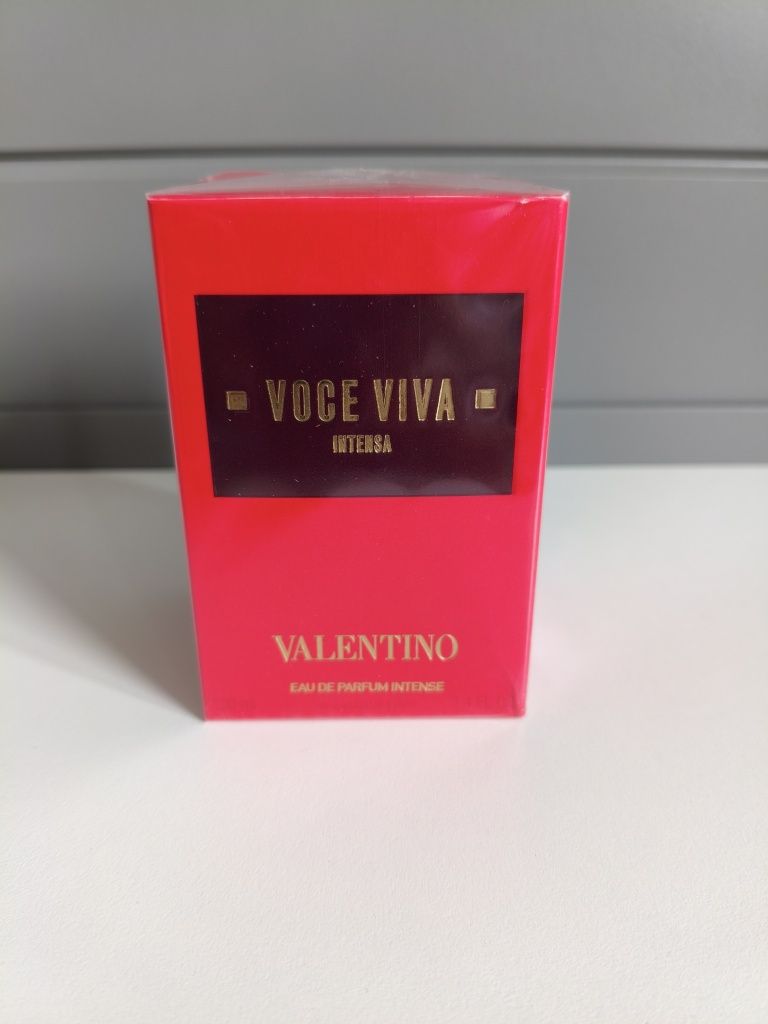 VOCE VIVA
INTENSA
VALENTINO
EAU DE PARFUM INTENSE